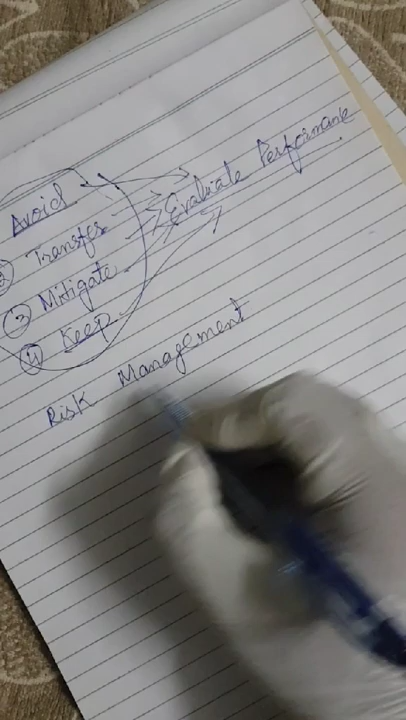 Avoid
② Transfer
③ Mitigate
④ Keep
Evaluate Performance
Risk Management